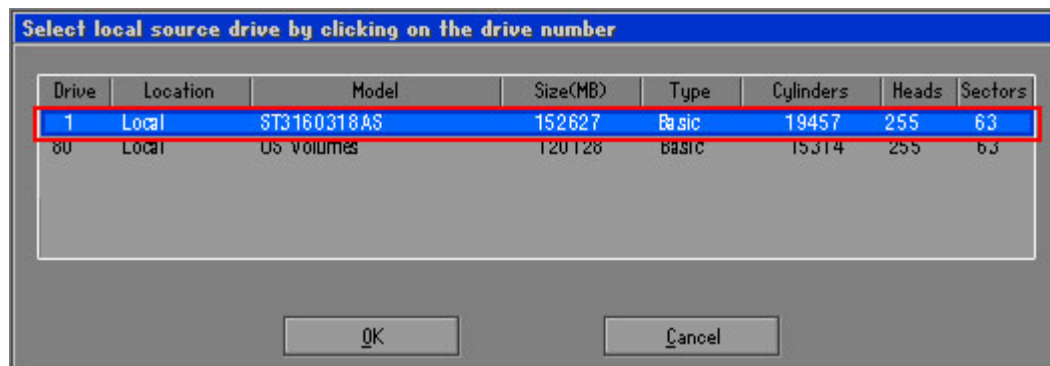 Select local source drive by clicking on the drive number
Drive Location Model Size(MB) Type Cylinders Heads Sectors
1 Local ST3160318AS 152627 Basic 19457 255 63
80 Local OS Volumes 120128 Basic 15314 255 63
OK Cancel